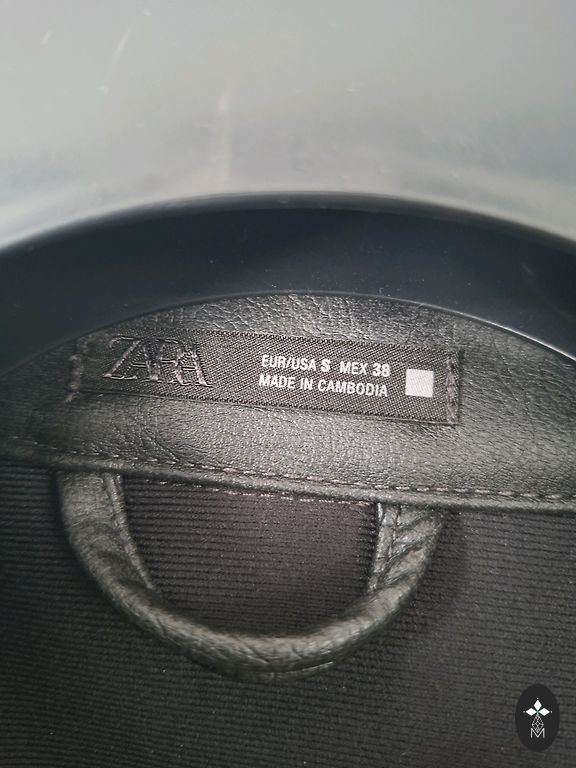 ZARA
EUR/USA S MEX 38
MADE IN CAMBODIA
M